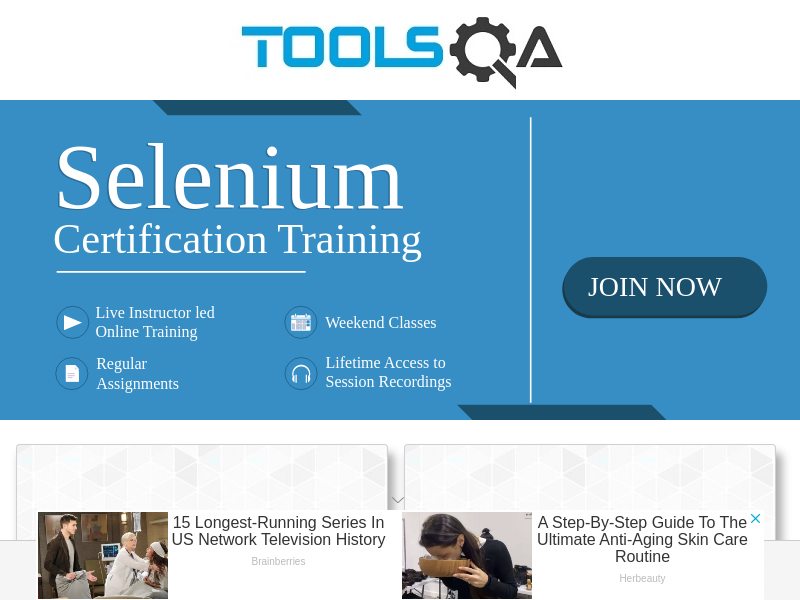 TOOLSQA
Selenium
Certification Training
JOIN NOW
Live Instructor led
Online Training
Weekend Classes
Regular
Assignments
Lifetime Access to
Session Recordings
15 Longest-Running Series In
US Network Television History
Brainberries
A Step-By-Step Guide To The
Ultimate Anti-Aging Skin Care
Routine
Herbeauty